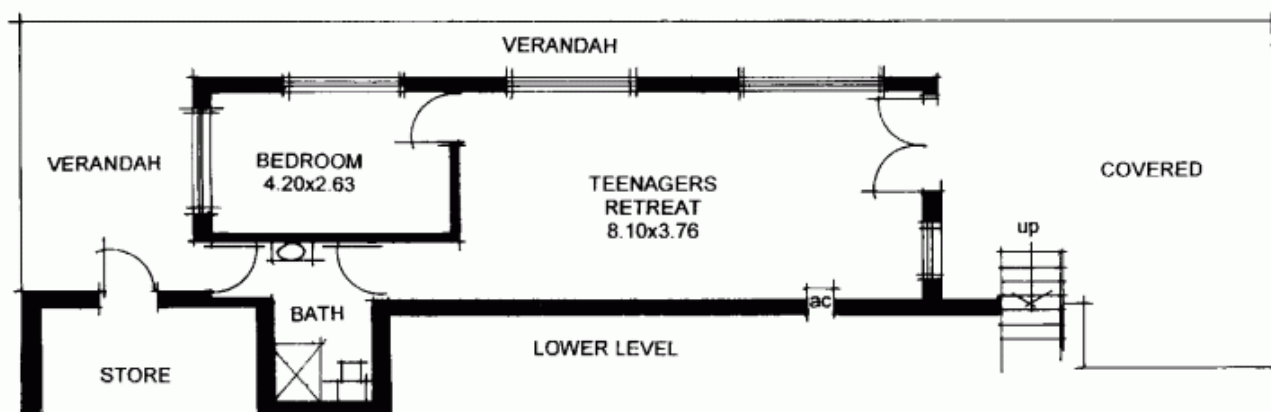 VERANDAH
VERANDAH
BEDROOM
4.20x2.63
TEENAGERS
RETREAT
8.10x3.76
COVERED
up
ac
BATH
LOWER LEVEL
STORE